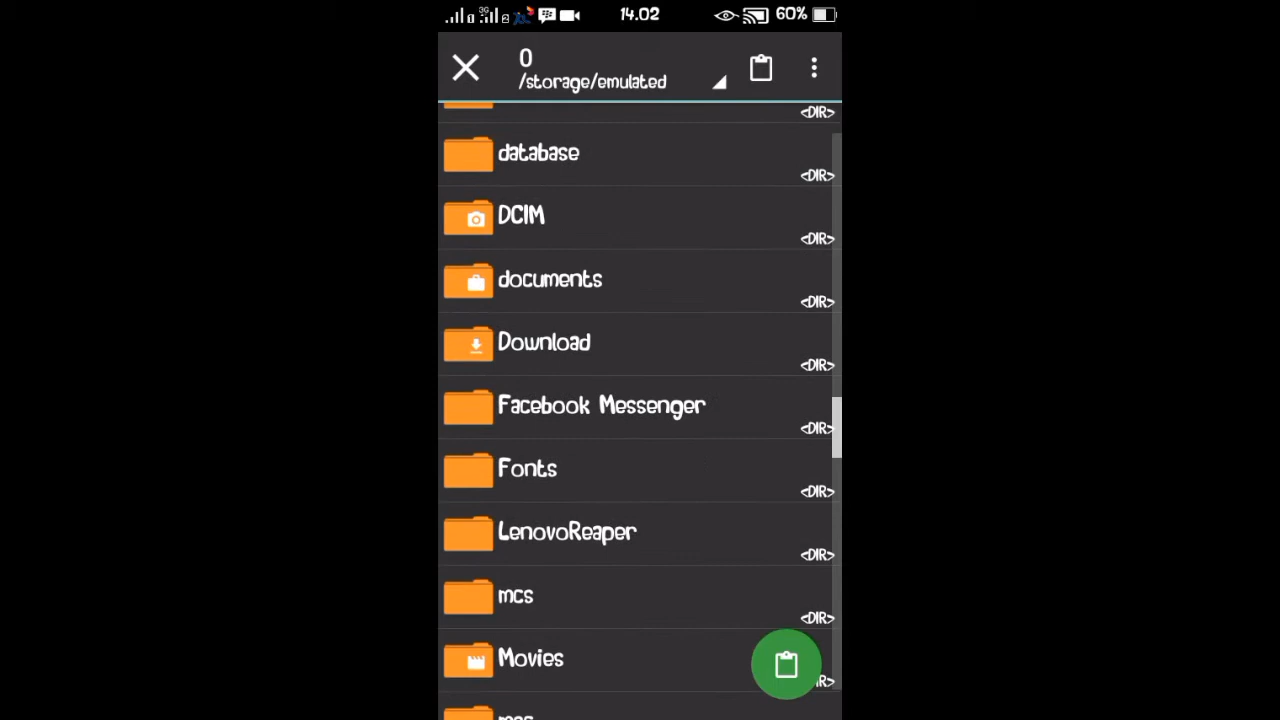 3G
14.02
60%
0
/storage/emulated
<DIR>
database
<DIR>
DCIM
<DIR>
documents
<DIR>
Download
<DIR>
Facebook Messenger
<DIR>
Fonts
<DIR>
LenovoReaper
<DIR>
mcs
<DIR>
Movies